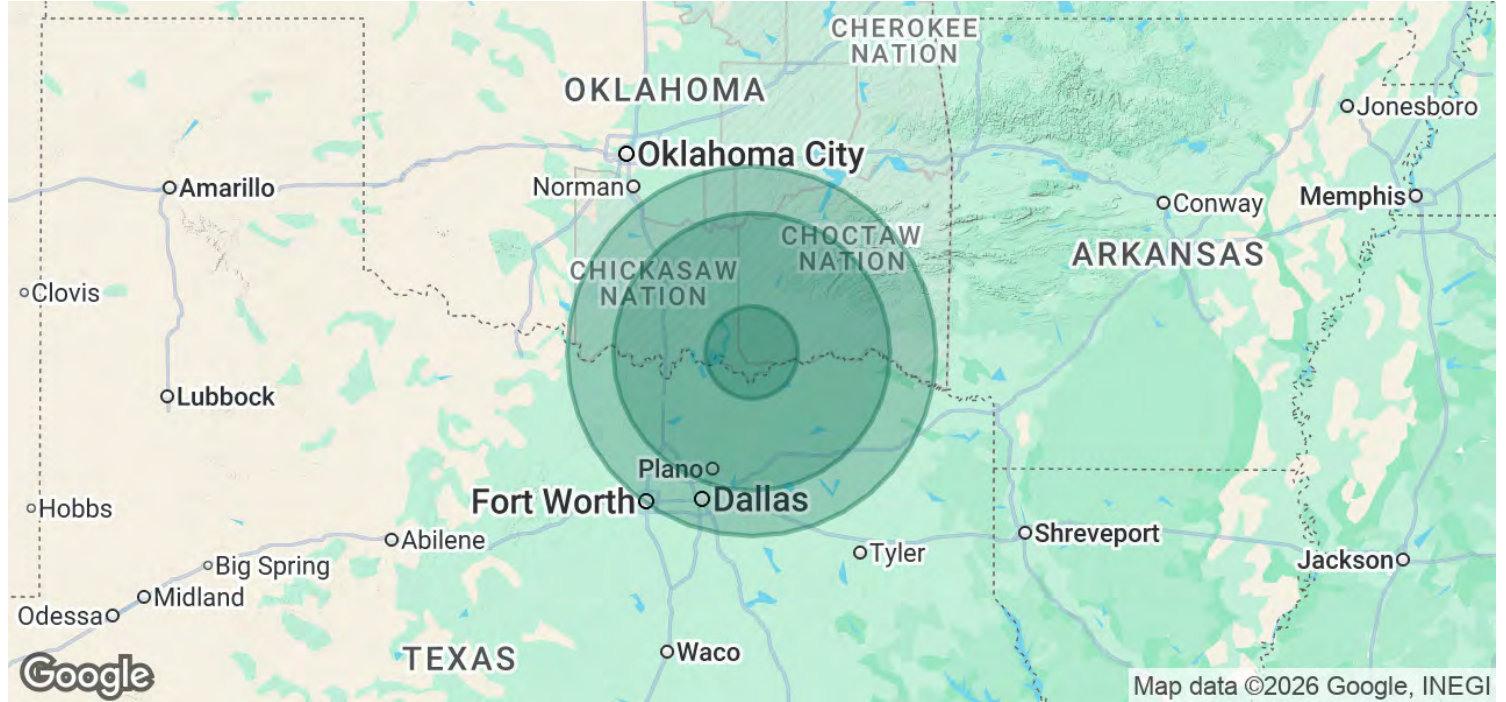 CHEROKEE
NATION
OKLAHOMA
Jonesboro
Oklahoma City
Norman
Amarillo
Memphis
Conway
CHOCTAW
NATION
ARKANSAS
CHICKASAW
NATION
Clovis
Lubbock
Plano
Fort Worth
Dallas
Hobbs
Abilene
Shreveport
Tyler
Jackson
Big Spring
Midland
Odessa
Waco
TEXAS
Google
Map data ©2026 Google, INEGI